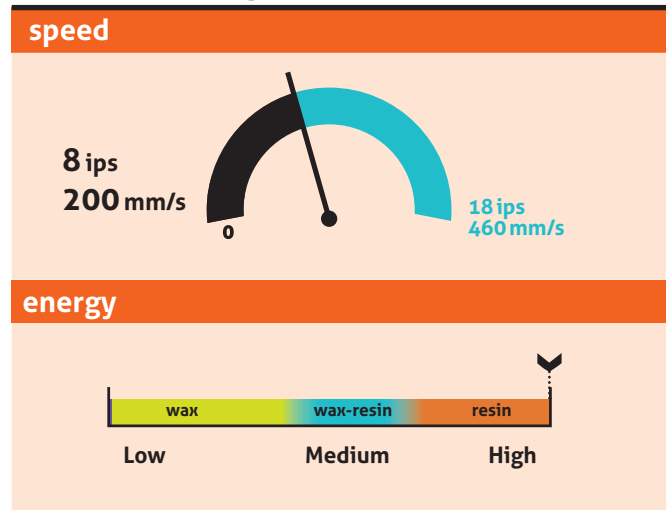 speed
8 ips
200 mm/s
0
18 ips
460 mm/s
energy
wax wax-resin resin
Low Medium High